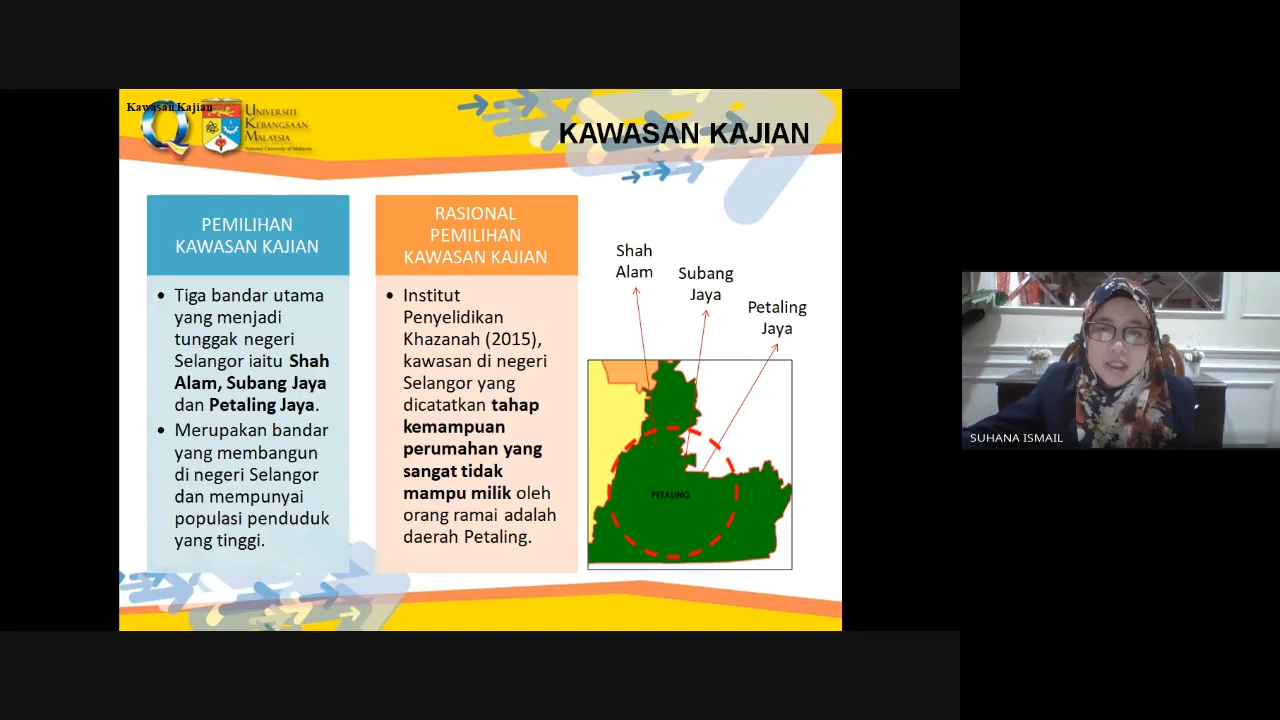 Kawasan Kajian
UNIVERSITI
KEBANGSAAN
MALAYSIA
National University of Malaysia
KAWASAN KAJIAN
PEMILIHAN
KAWASAN KAJIAN
• Tiga bandar utama
yang menjadi
tunggak negeri
Selangor iaitu Shah
Alam, Subang Jaya
dan Petaling Jaya.
• Merupakan bandar
yang membangun
di negeri Selangor
dan mempunyai
populasi penduduk
yang tinggi.
RASIONAL
PEMILIHAN
KAWASAN KAJIAN
• Institut
Penyelidikan
Khazanah (2015),
kawasan di negeri
Selangor yang
dicatatkan tahap
kemampuan
perumahan yang
sangat tidak
mampu milik oleh
orang ramai adalah
daerah Petaling.
Shah
Alam
Subang
Jaya
Petaling
Jaya
PETALING
SUHANA ISMAIL